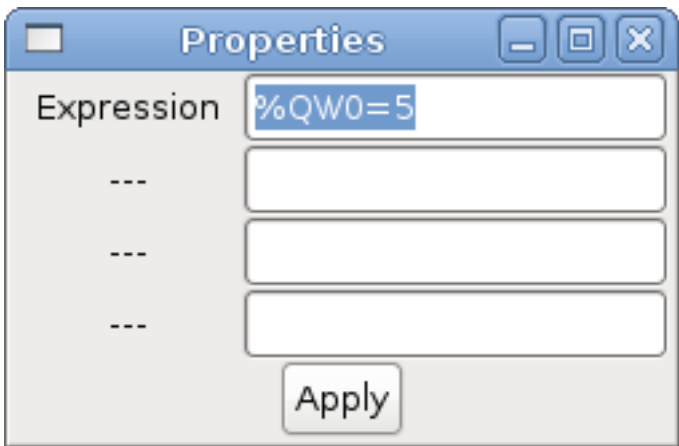 Properties
Expression %QW0=5
---
---
---
Apply